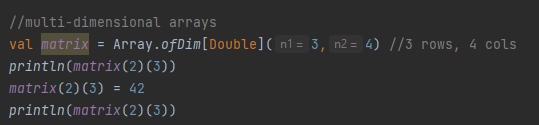 //multi-dimensional arrays
val matrix = Array.ofDim[Double]( n1 = 3, n2 = 4) //3 rows, 4 cols
println(matrix(2)(3))
matrix(2)(3) = 42
println(matrix(2)(3))